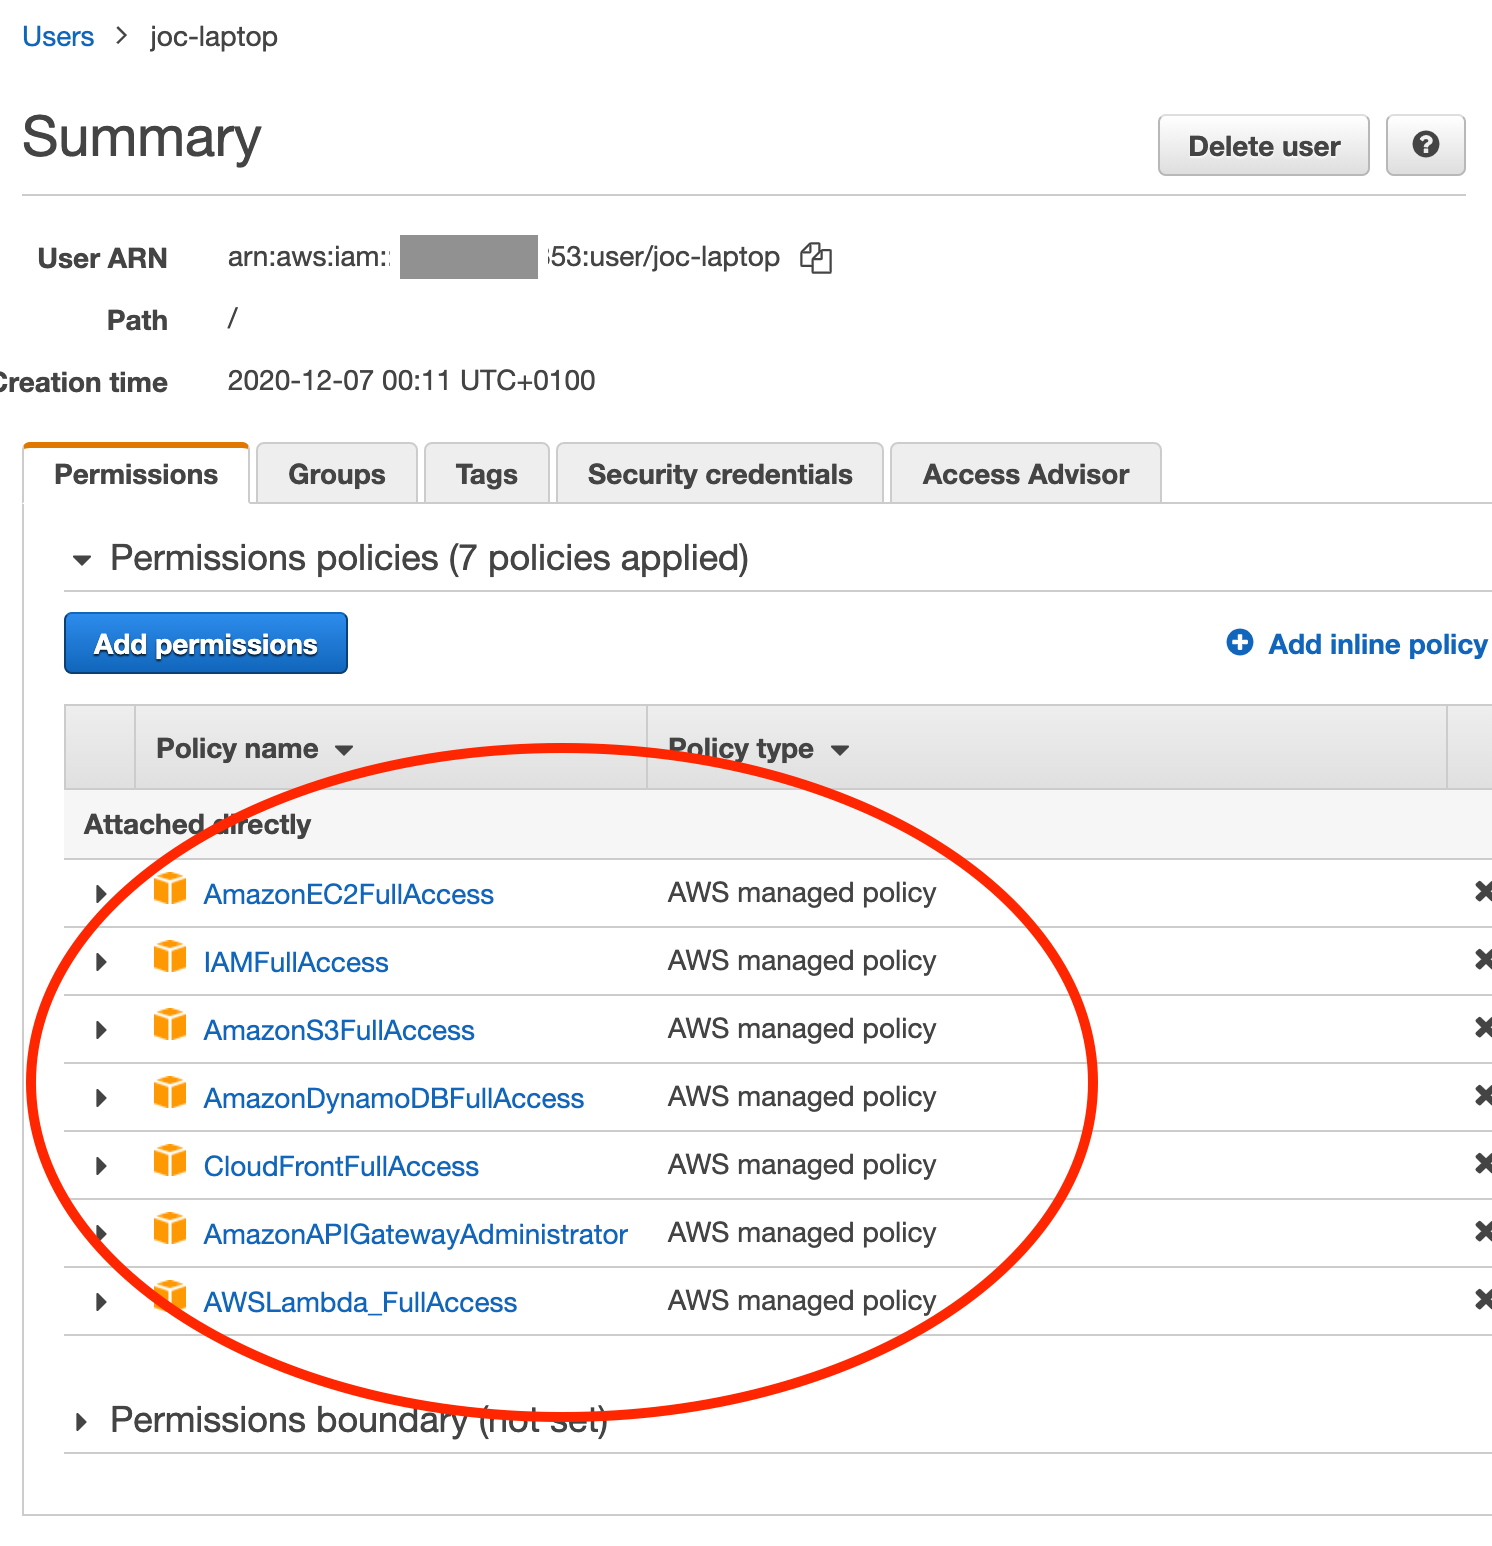 Users > joc-laptop
Summary
Delete user
User ARN arn:aws:iam:: 53:user/joc-laptop
Path /
Creation time 2020-12-07 00:11 UTC+0100
Permissions Groups Tags Security credentials Access Advisor
Permissions policies (7 policies applied)
Add permissions Add inline policy
Policy name Policy type
Attached directly
AmazonEC2FullAccess AWS managed policy
IAMFullAccess AWS managed policy
AmazonS3FullAccess AWS managed policy
AmazonDynamoDBFullAccess AWS managed policy
CloudFrontFullAccess AWS managed policy
AmazonAPIGatewayAdministrator AWS managed policy
AWSLambda_FullAccess AWS managed policy
Permissions boundary (not set)